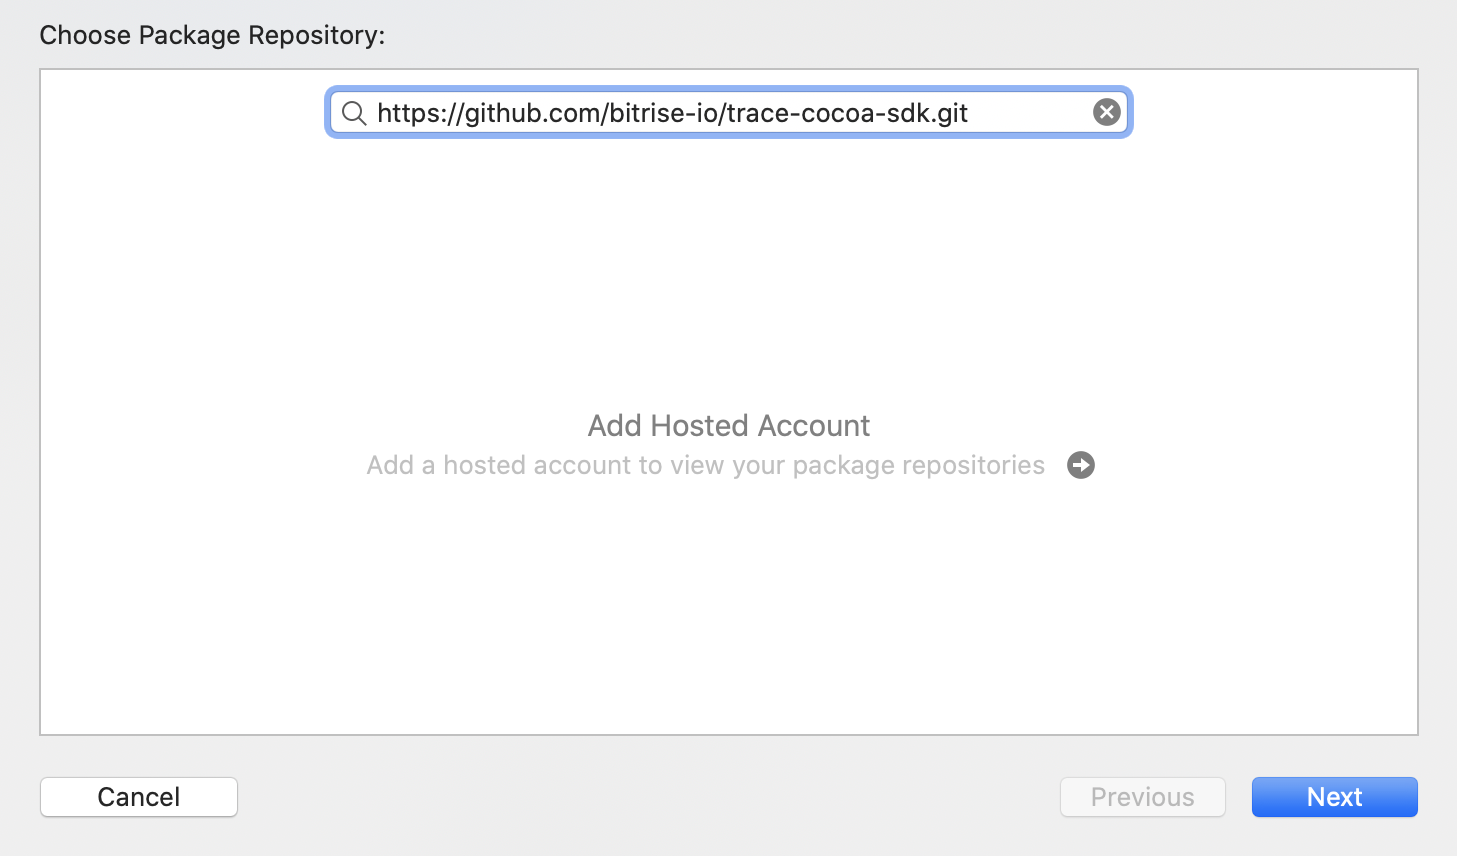 Choose Package Repository:
https://github.com/bitrise-io/trace-cocoa-sdk.git
Add Hosted Account
Add a hosted account to view your package repositories
Cancel
Previous
Next